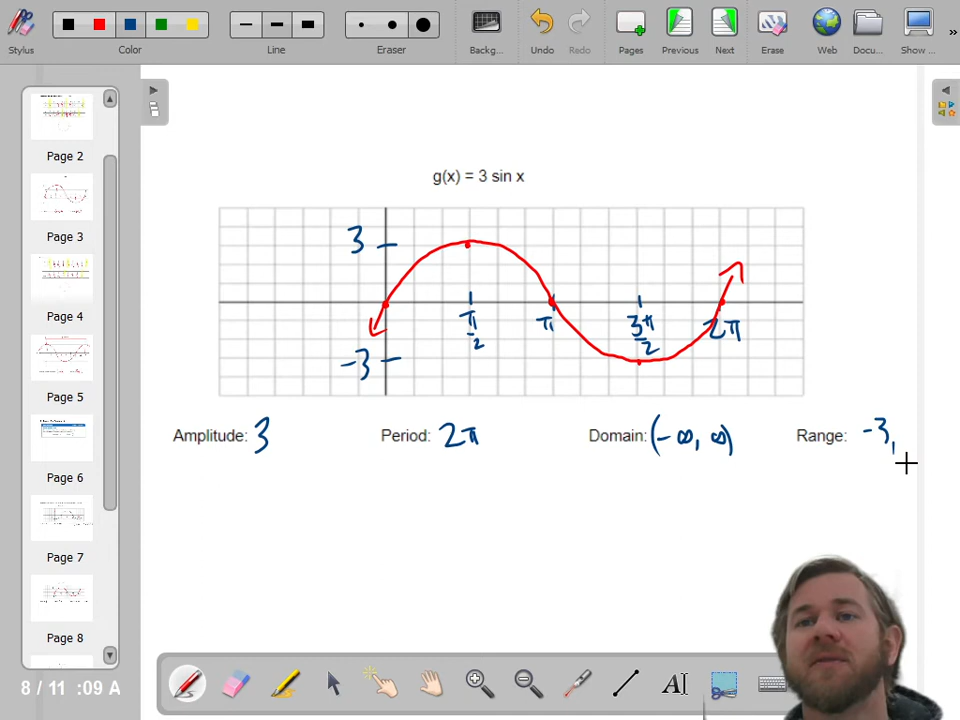 Stylus Color Line Eraser Backg... Undo Redo Pages Previous Next Erase Web Docu... Show ... »
Page 2
Page 3
Page 4
Page 5
Page 6
Page 7
Page 8
8 / 11 :09 A
g(x) = 3 sin x
3
-3
π/2
π
3π/2
2π
Amplitude: 3 Period: 2π Domain: (-∞, ∞) Range: -3,
A